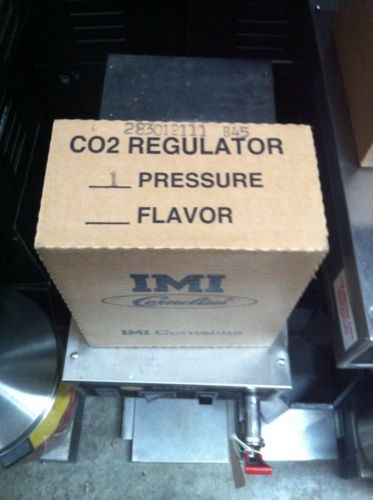 283012111 B45
CO2 REGULATOR
1 PRESSURE
FLAVOR
IMI
Cornelius
IMI Cornelius